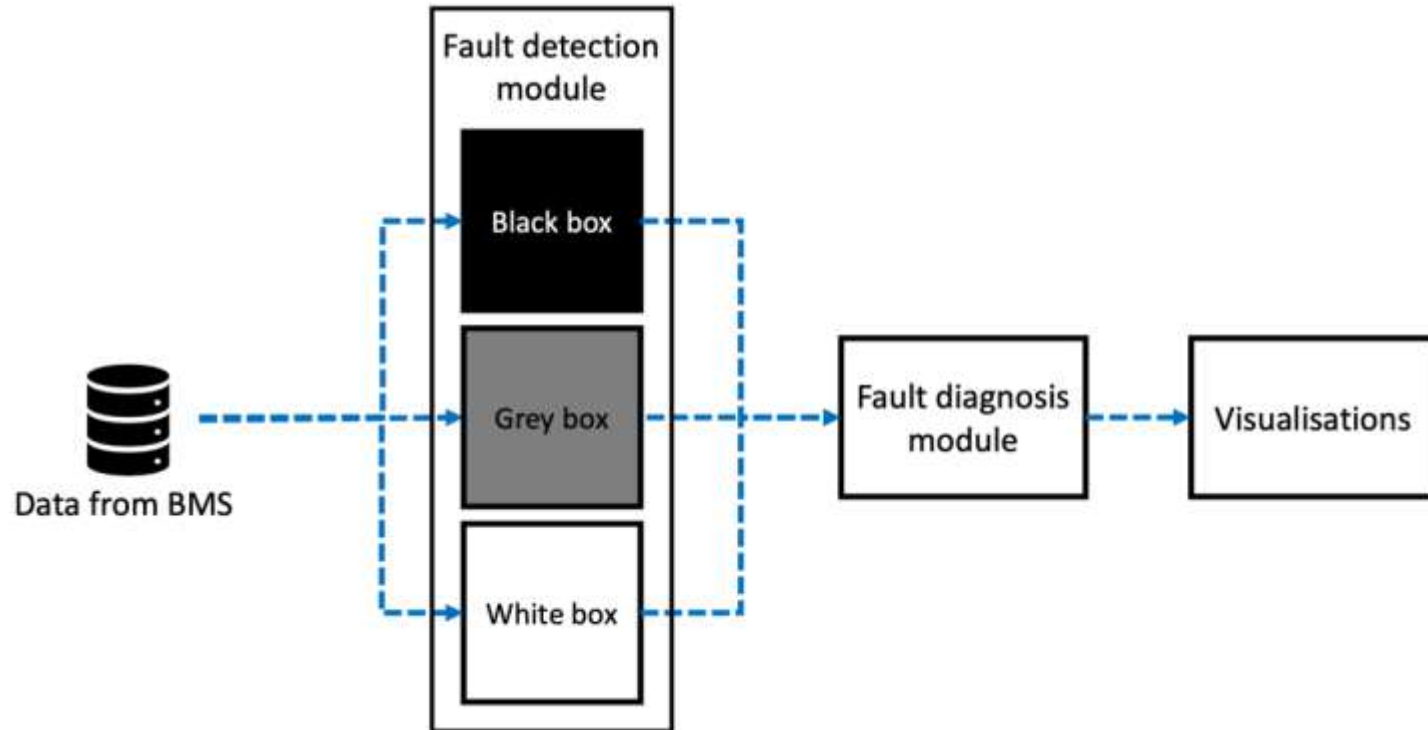 Fault detection
module
Black box
Grey box
White box
Data from BMS
Fault diagnosis
module
Visualisations